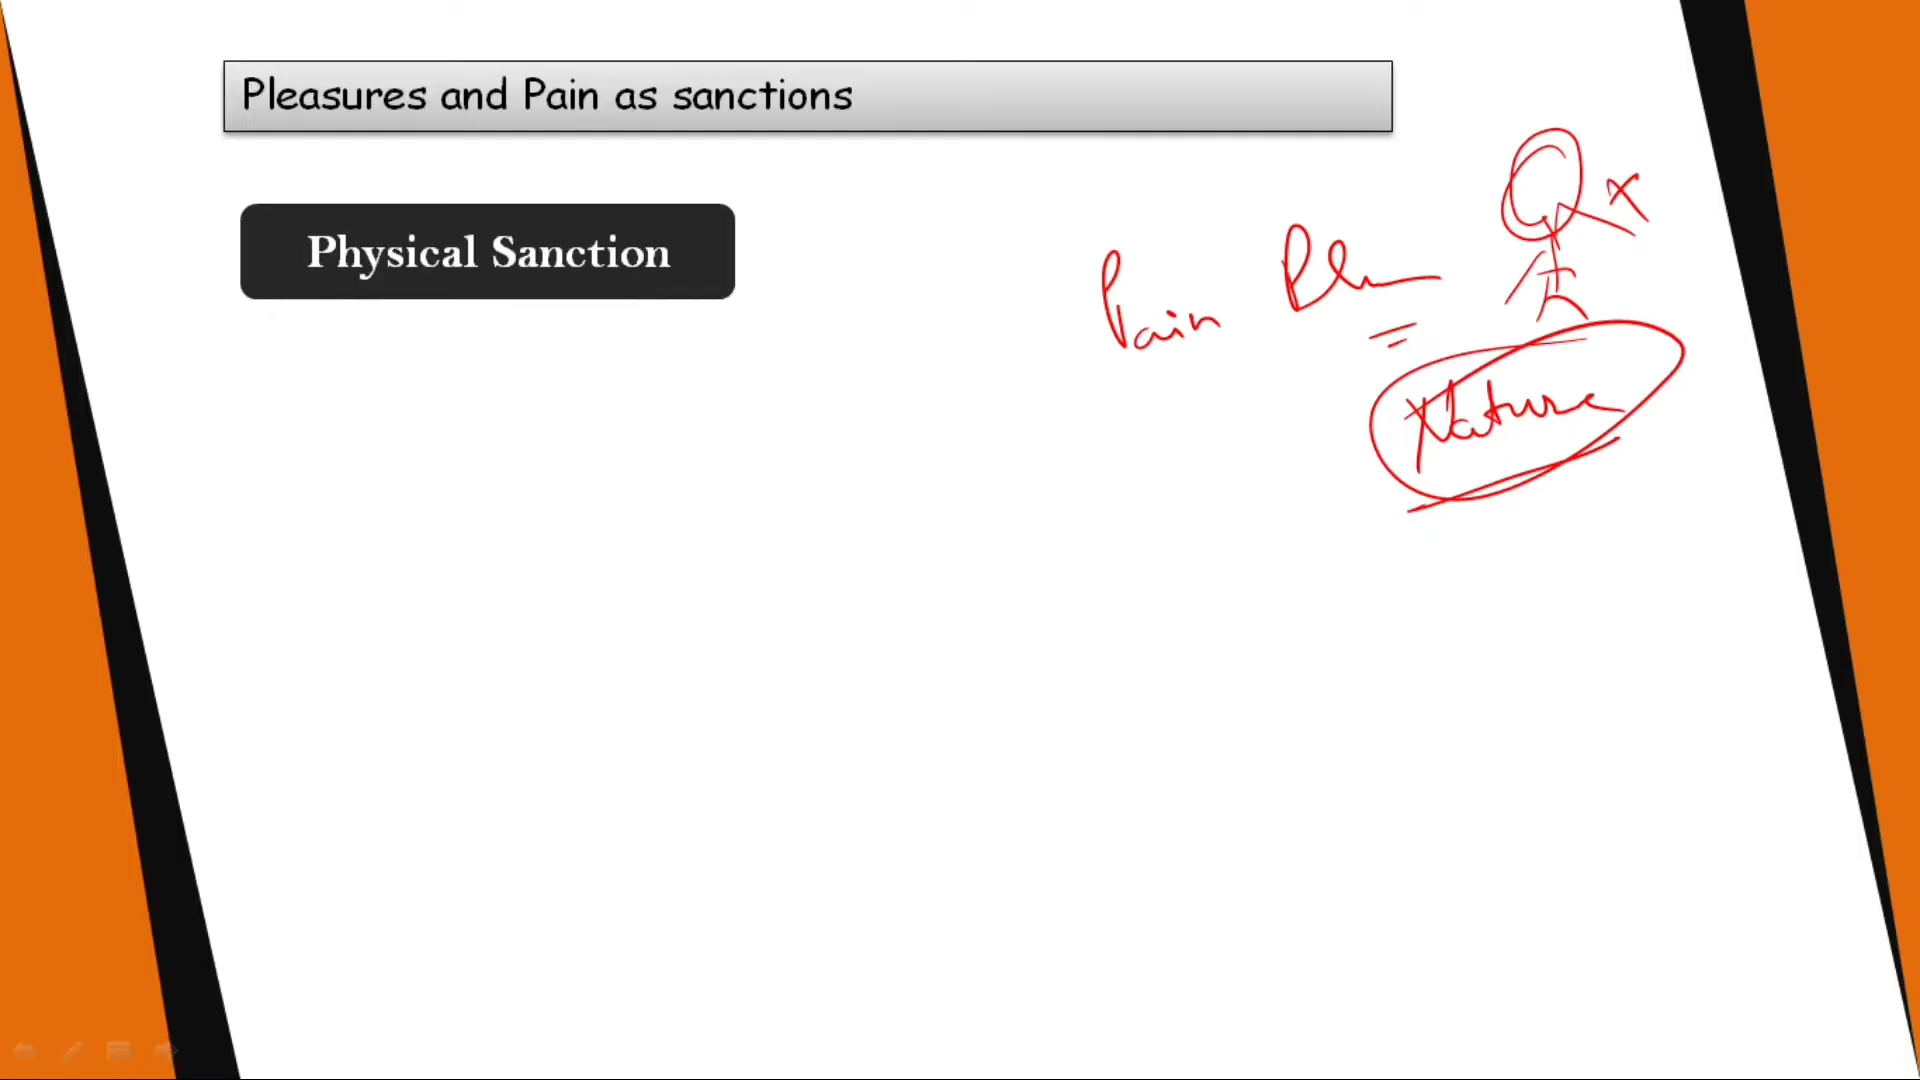 Pleasures and Pain as sanctions
Physical Sanction
Pain
Nature